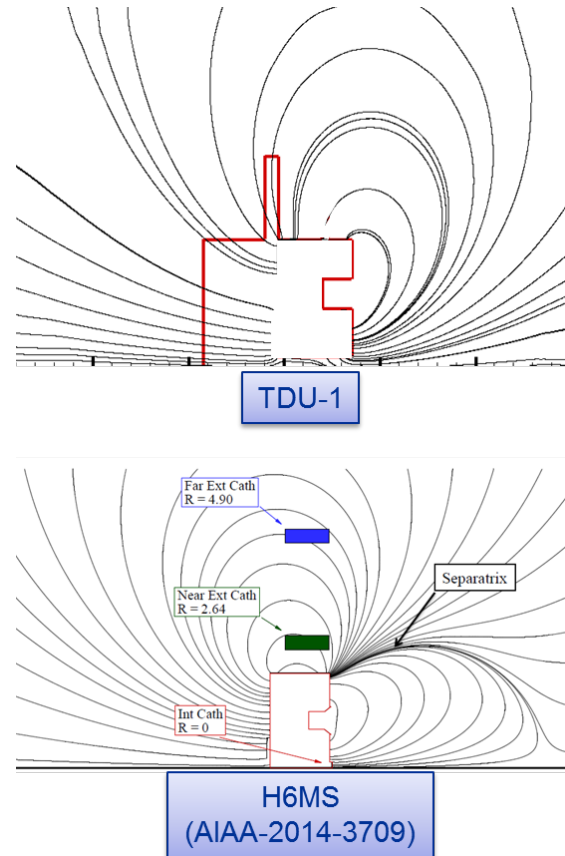 TDU-1
Far Ext Cath
R = 4.90
Near Ext Cath
R = 2.64
Separatrix
Int Cath
R = 0
H6MS
(AIAA-2014-3709)